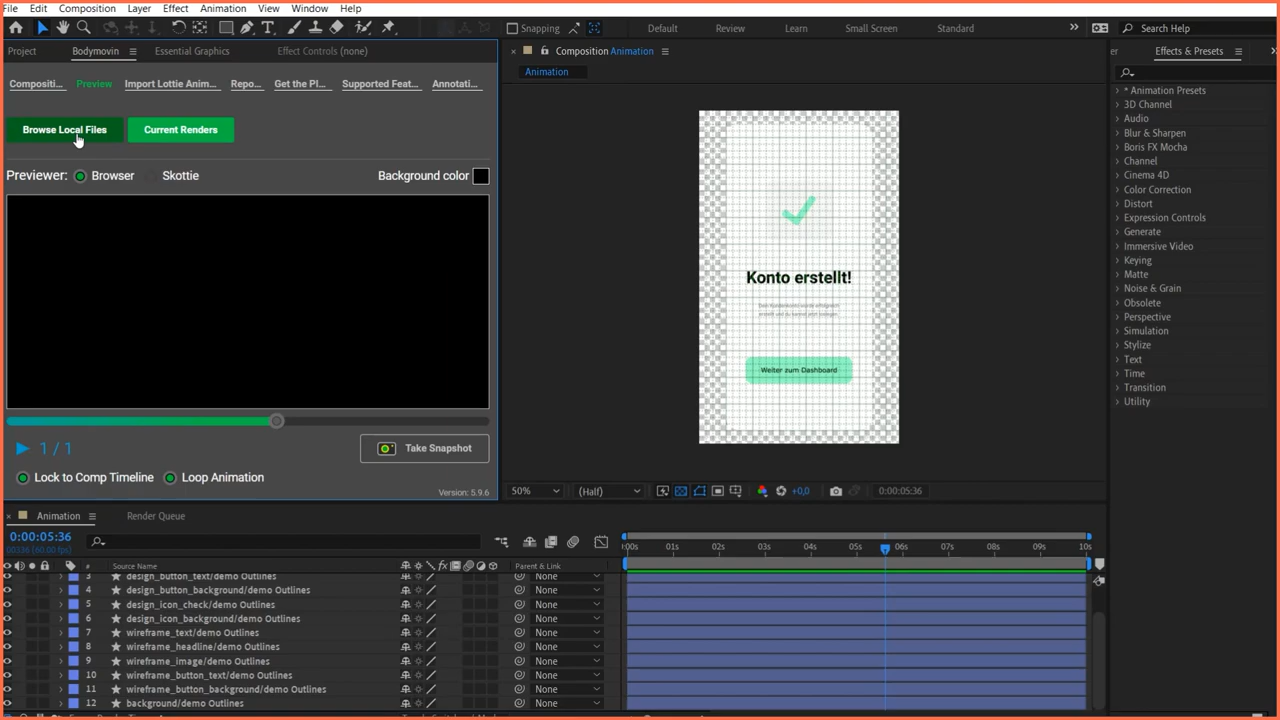 File Edit Composition Layer Effect Animation View Window Help
Snapping Default Review Learn Small Screen Standard » Search Help
Project Bodymovin Essential Graphics Effect Controls (none)
Compositi... Preview Import Lottie Anim... Repo... Get the Pl... Supported Feat... Annotati...
Browse Local Files Current Renders
Previewer: Browser Skottie Background color
1 / 1
Take Snapshot
Lock to Comp Timeline Loop Animation
Version: 5.9.6
Composition Animation
Animation
Konto erstellt!
Weiter zum Dashboard
50% (Half) +0,0 0:00:05:36
Effects & Presets
* Animation Presets
3D Channel
Audio
Blur & Sharpen
Boris FX Mocha
Channel
Cinema 4D
Color Correction
Distort
Expression Controls
Generate
Immersive Video
Keying
Matte
Noise & Grain
Obsolete
Perspective
Simulation
Stylize
Text
Time
Transition
Utility
Animation Render Queue
0:00:05:36
00336 (60.00 fps)
# Source Name fx Parent & Link
:00s 01s 02s 03s 04s 05s 06s 07s 08s 09s 10s
3 design_button_text/demo Outlines None
4 design_button_background/demo Outlines None
5 design_icon_check/demo Outlines None
6 design_icon_background/demo Outlines None
7 wireframe_text/demo Outlines None
8 wireframe_headline/demo Outlines None
9 wireframe_image/demo Outlines None
10 wireframe_button_text/demo Outlines None
11 wireframe_button_background/demo Outlines None
12 background/demo Outlines None